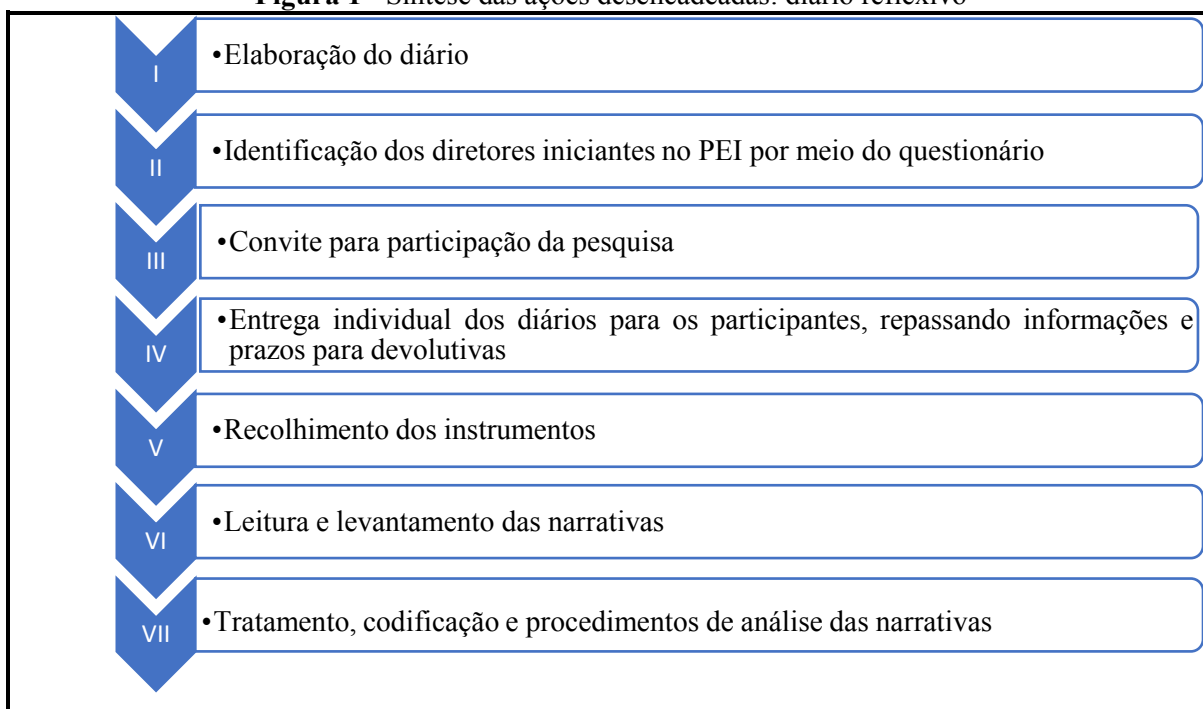 Figura 1 - Síntese das ações desencadeadas: diário reflexivo
I
•Elaboração do diário
II
•Identificação dos diretores iniciantes no PEI por meio do questionário
III
•Convite para participação da pesquisa
IV
•Entrega individual dos diários para os participantes, repassando informações e
prazos para devolutivas
V
•Recolhimento dos instrumentos
VI
•Leitura e levantamento das narrativas
VII
•Tratamento, codificação e procedimentos de análise das narrativas